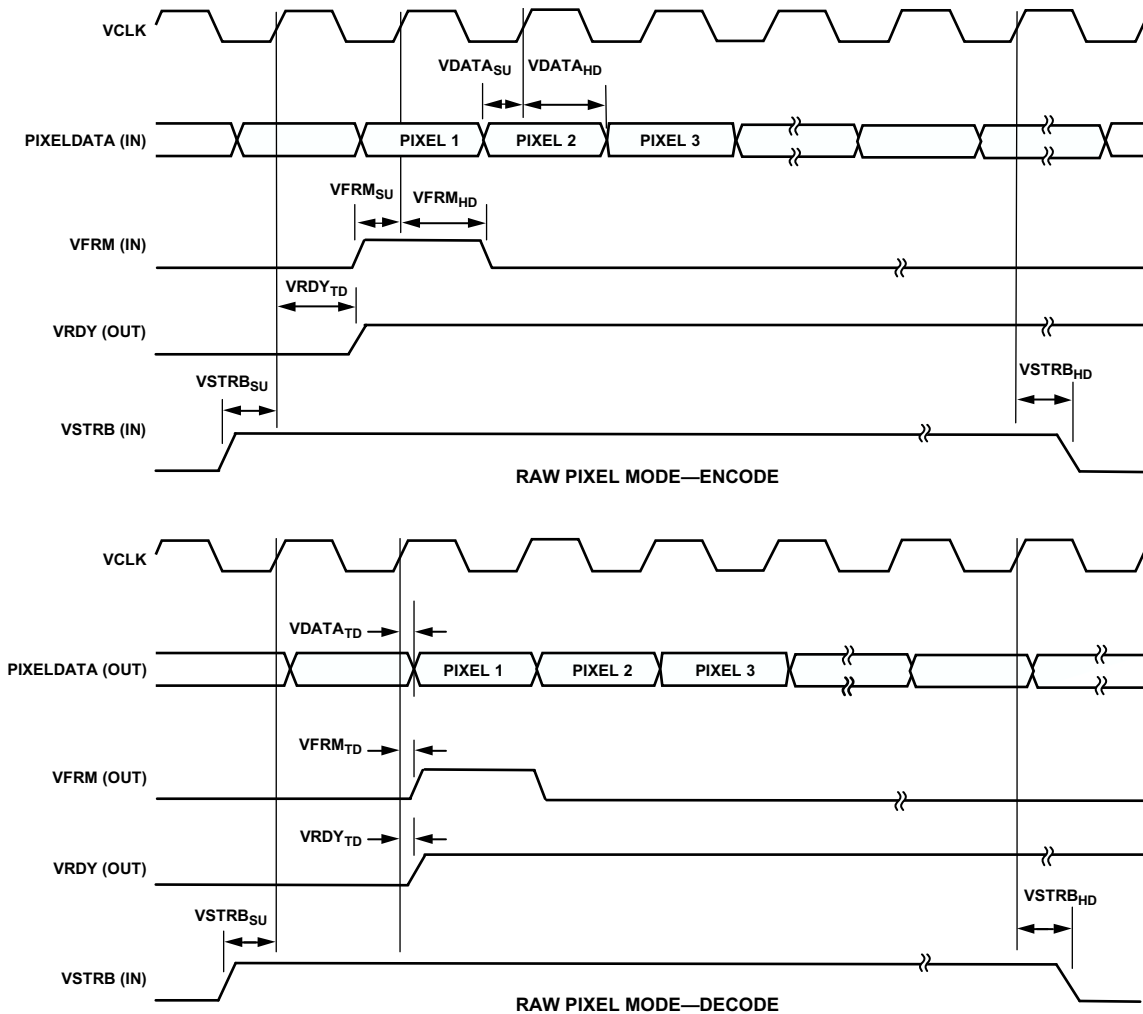 VCLK
VDATASU VDATAHD
PIXELDATA (IN) PIXEL 1 PIXEL 2 PIXEL 3
VFRMSU VFRMHD
VFRM (IN)
VRDYTD
VRDY (OUT)
VSTRBSU VSTRBHD
VSTRB (IN)
RAW PIXEL MODE—ENCODE
VCLK
VDATATD
PIXELDATA (OUT) PIXEL 1 PIXEL 2 PIXEL 3
VFRMTD
VFRM (OUT)
VRDYTD
VRDY (OUT)
VSTRBSU VSTRBHD
VSTRB (IN)
RAW PIXEL MODE—DECODE